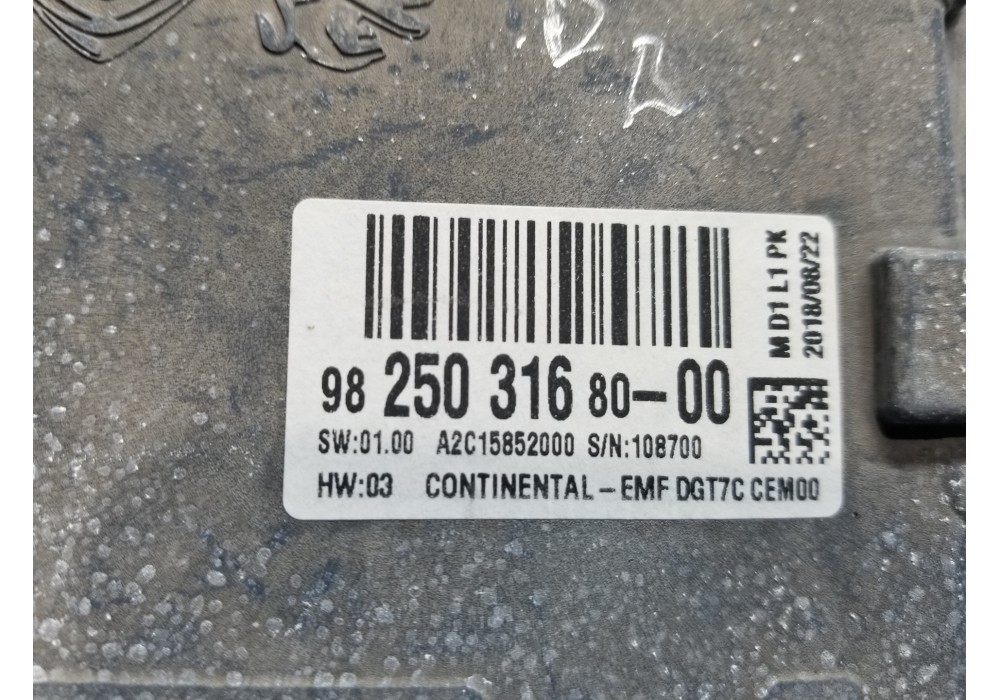 M D1 L1 PK
2018/08/22
98 250 316 80-00
SW:01.00 A2C15852000 S/N:108700
HW:03 CONTINENTAL-EMF DGT7C CEM00